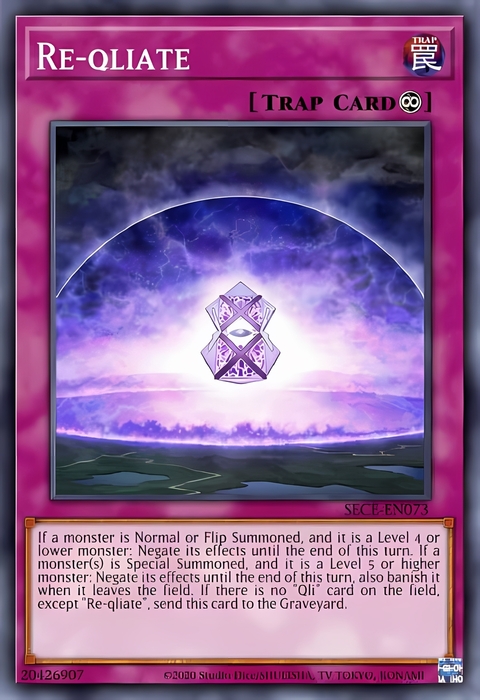 Re-qliate
TRAP
罠
[ Trap Card ]
SECE-EN073
If a monster is Normal or Flip Summoned, and it is a Level 4 or
lower monster: Negate its effects until the end of this turn. If a
monster(s) is Special Summoned, and it is a Level 5 or higher
monster: Negate its effects until the end of this turn, also banish it
when it leaves the field. If there is no "Qli" card on the field,
except "Re-qliate", send this card to the Graveyard.
20426907
©2020 Studio Dice/SHUEISHA, TV TOKYO, KONAMI